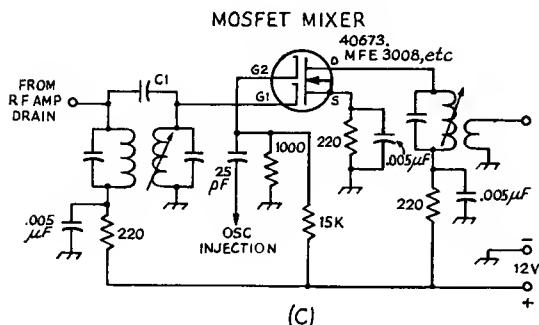 MOSFET MIXER
40673,
MFE 3008, etc
D
G2
G1
S
C1
FROM
RF AMP
DRAIN
220
.005µF
1000
25
pF
.005
µF
220
OSC
INJECTION
15K
220
.005µF
−
12V
+
(C)